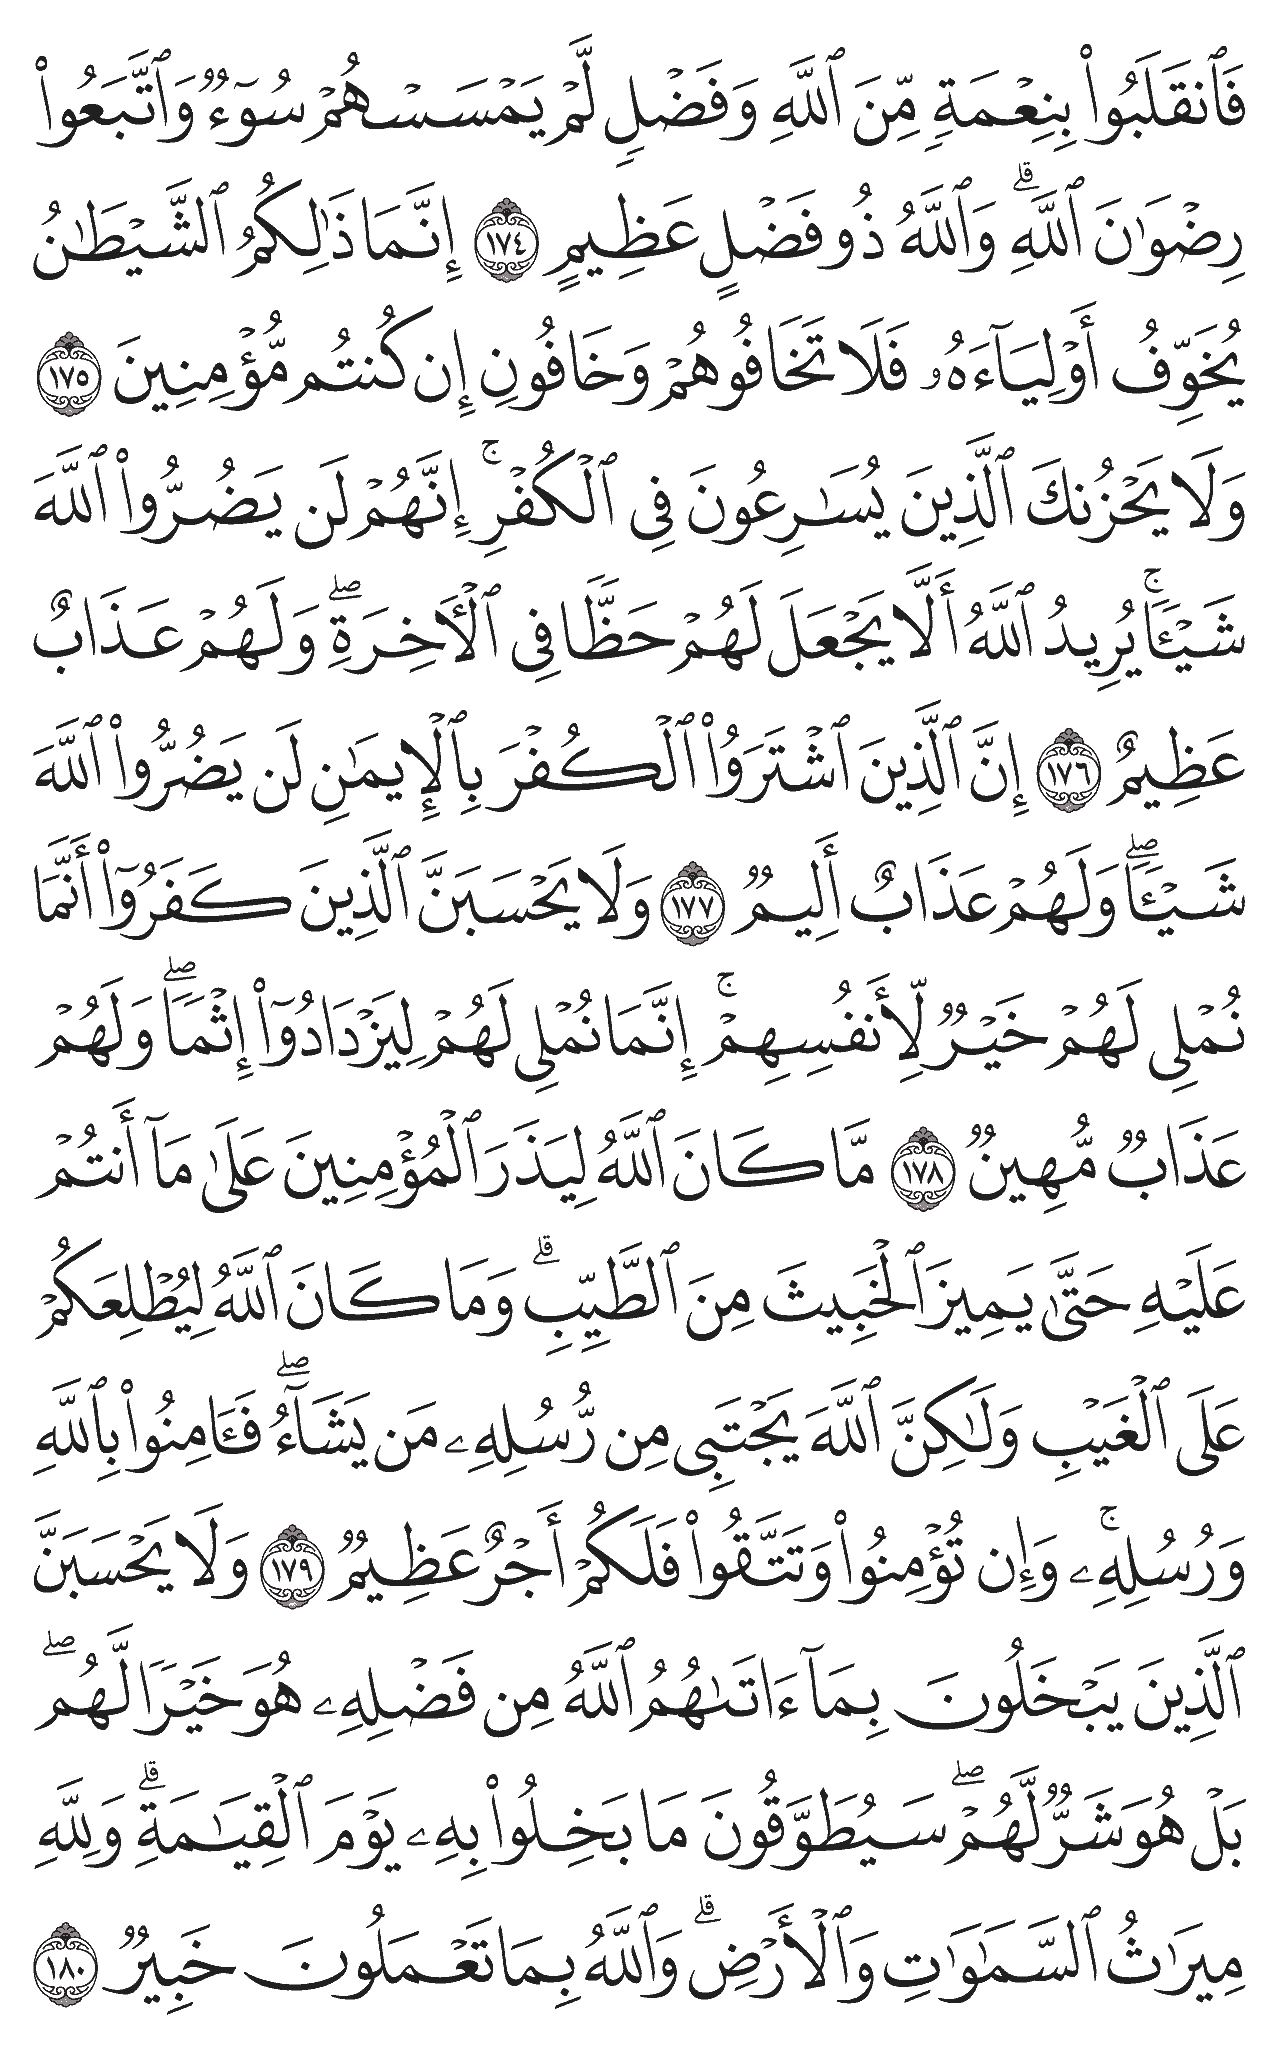 فَٱنقَلَبُوا۟ بِنِعْمَةٍ مِّنَ ٱللَّهِ وَفَضْلٍ لَّمْ يَمْسَسْهُمْ سُوٓءٌ وَٱتَّبَعُوا۟
رِضْوَٰنَ ٱللَّهِ ۗ وَٱللَّهُ ذُو فَضْلٍ عَظِيمٍ ١٧٤ إِنَّمَا ذَٰلِكُمُ ٱلشَّيْطَـٰنُ
يُخَوِّفُ أَوْلِيَآءَهُۥ فَلَا تَخَافُوهُمْ وَخَافُونِ إِن كُنتُم مُّؤْمِنِينَ ١٧٥
وَلَا يَحْزُنكَ ٱلَّذِينَ يُسَـٰرِعُونَ فِى ٱلْكُفْرِ ۚ إِنَّهُمْ لَن يَضُرُّوا۟ ٱللَّهَ
شَيْـًٔا ۗ يُرِيدُ ٱللَّهُ أَلَّا يَجْعَلَ لَهُمْ حَظًّا فِى ٱلْـَٔاخِرَةِ ۖ وَلَهُمْ عَذَابٌ
عَظِيمٌ ١٧٦ إِنَّ ٱلَّذِينَ ٱشْتَرَوُا۟ ٱلْكُفْرَ بِٱلْإِيمَـٰنِ لَن يَضُرُّوا۟ ٱللَّهَ
شَيْـًٔا ۖ وَلَهُمْ عَذَابٌ أَلِيمٌ ١٧٧ وَلَا يَحْسَبَنَّ ٱلَّذِينَ كَفَرُوٓا۟ أَنَّمَا
نُمْلِى لَهُمْ خَيْرٌ لِّأَنفُسِهِمْ ۚ إِنَّمَا نُمْلِى لَهُمْ لِيَزْدَادُوٓا۟ إِثْمًا ۖ وَلَهُمْ
عَذَابٌ مُّهِينٌ ١٧٨ مَّا كَانَ ٱللَّهُ لِيَذَرَ ٱلْمُؤْمِنِينَ عَلَىٰ مَآ أَنتُمْ
عَلَيْهِ حَتَّىٰ يَمِيزَ ٱلْخَبِيثَ مِنَ ٱلطَّيِّبِ ۗ وَمَا كَانَ ٱللَّهُ لِيُطْلِعَكُمْ
عَلَى ٱلْغَيْبِ وَلَـٰكِنَّ ٱللَّهَ يَجْتَبِى مِن رُّسُلِهِۦ مَن يَشَآءُ ۖ فَـَٔامِنُوا۟ بِٱللَّهِ
وَرُسُلِهِۦ ۚ وَإِن تُؤْمِنُوا۟ وَتَتَّقُوا۟ فَلَكُمْ أَجْرٌ عَظِيمٌ ١٧٩ وَلَا يَحْسَبَنَّ
ٱلَّذِينَ يَبْخَلُونَ بِمَآ ءَاتَىٰهُمُ ٱللَّهُ مِن فَضْلِهِۦ هُوَ خَيْرًا لَّهُم ۖ
بَلْ هُوَ شَرٌّ لَّهُمْ ۖ سَيُطَوَّقُونَ مَا بَخِلُوا۟ بِهِۦ يَوْمَ ٱلْقِيَـٰمَةِ ۗ وَلِلَّهِ
مِيرَٰثُ ٱلسَّمَـٰوَٰتِ وَٱلْأَرْضِ ۗ وَٱللَّهُ بِمَا تَعْمَلُونَ خَبِيرٌ ١٨٠